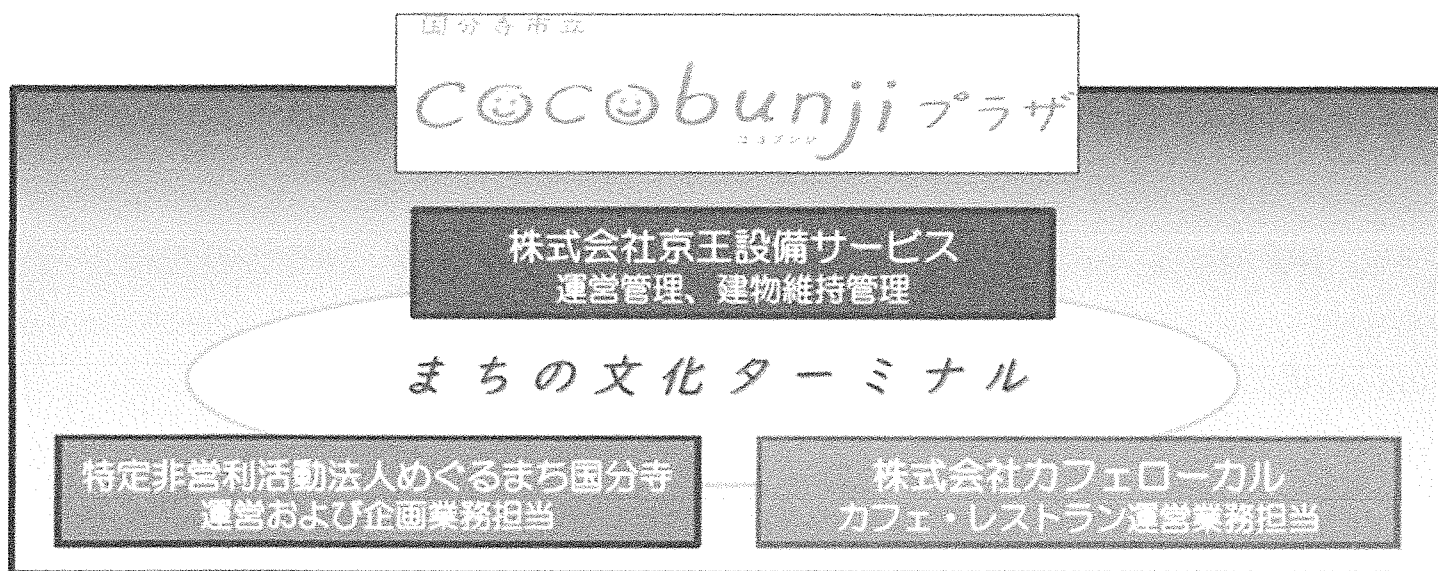 国分寺市立
cocobunjiプラザ
ココブンジ
株式会社京王設備サービス
運営管理、建物維持管理
まちの文化ターミナル
特定非営利活動法人めぐるまち国分寺
運営および企画業務担当
株式会社カフェローカル
カフェ・レストラン運営業務担当